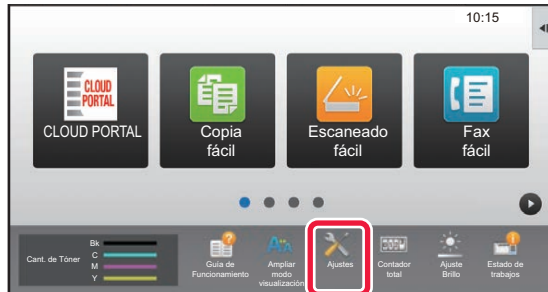 10:15
CLOUD
PORTAL
CLOUD PORTAL
Copia
fácil
Escaneado
fácil
Fax
fácil
Cant. de Tóner
Bk
C
M
Y
Guía de
Funcionamiento
Ampliar
modo
visualización
Ajustes
Contador
total
Ajuste
Brillo
Estado de
trabajos